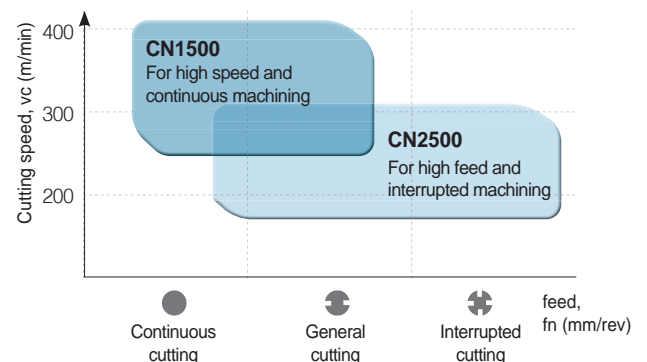 Cutting speed, vc (m/min)
400
300
200
CN1500
For high speed and
continuous machining
CN2500
For high feed and
interrupted machining
Continuous
cutting
General
cutting
Interrupted
cutting
feed,
fn (mm/rev)